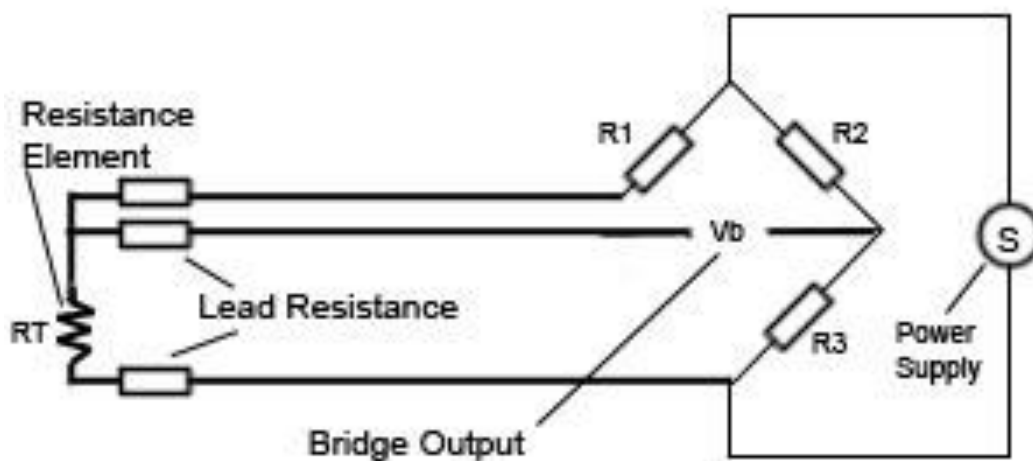 Resistance
Element
R1
R2
Vb
S
Lead Resistance
RT
R3
Power
Supply
Bridge Output